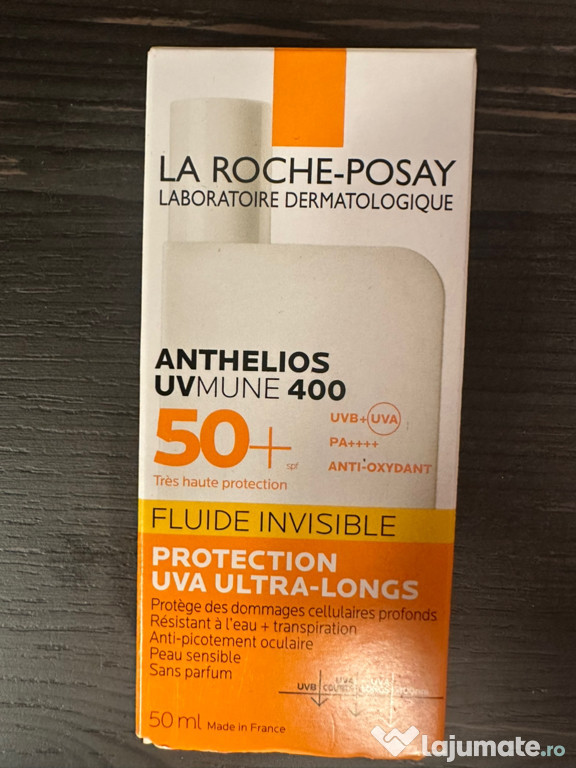 LA ROCHE-POSAY
LABORATOIRE DERMATOLOGIQUE
ANTHELIOS
UVMUNE 400
50+ spf
Très haute protection
UVB+UVA
PA++++
ANTI-OXYDANT
FLUIDE INVISIBLE
PROTECTION
UVA ULTRA-LONGS
Protège des dommages cellulaires profonds
Résistant à l'eau + transpiration
Anti-picotement oculaire
Peau sensible
Sans parfum
UVB
50 ml Made in France
Lajumate.ro